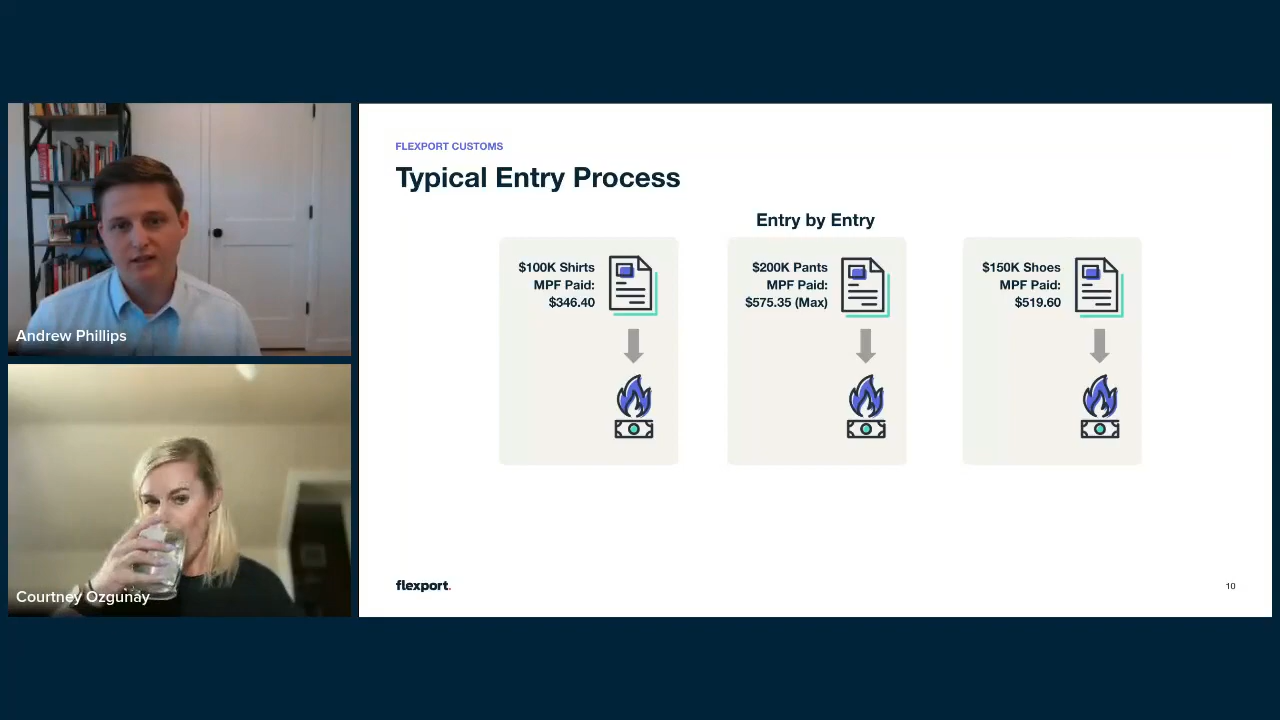 Andrew Phillips
Courtney Ozgunay
FLEXPORT CUSTOMS
Typical Entry Process
Entry by Entry
$100K Shirts
MPF Paid:
$346.40
$200K Pants
MPF Paid:
$575.35 (Max)
$150K Shoes
MPF Paid:
$519.60
flexport.
10